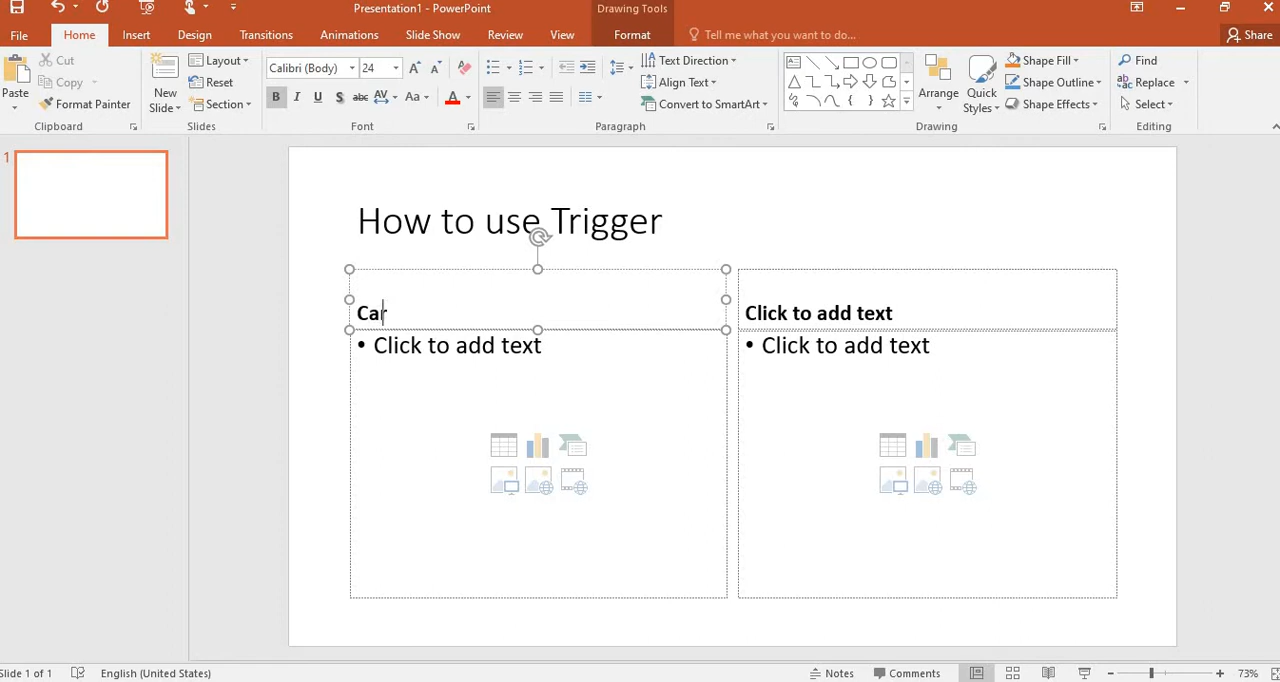 Presentation1 - PowerPoint
Drawing Tools
File Home Insert Design Transitions Animations Slide Show Review View Format Tell me what you want to do... Share
Paste
Cut
Copy
Format Painter
Clipboard
New Slide
Layout
Reset
Section
Slides
Calibri (Body) 24
B I U S abc AV Aa A
Font
Text Direction
Align Text
Convert to SmartArt
Paragraph
Arrange
Quick Styles
Shape Fill
Shape Outline
Shape Effects
Drawing
Find
Replace
Select
Editing
1
How to use Trigger
Car
• Click to add text
Click to add text
• Click to add text
Slide 1 of 1 English (United States) Notes Comments 73%